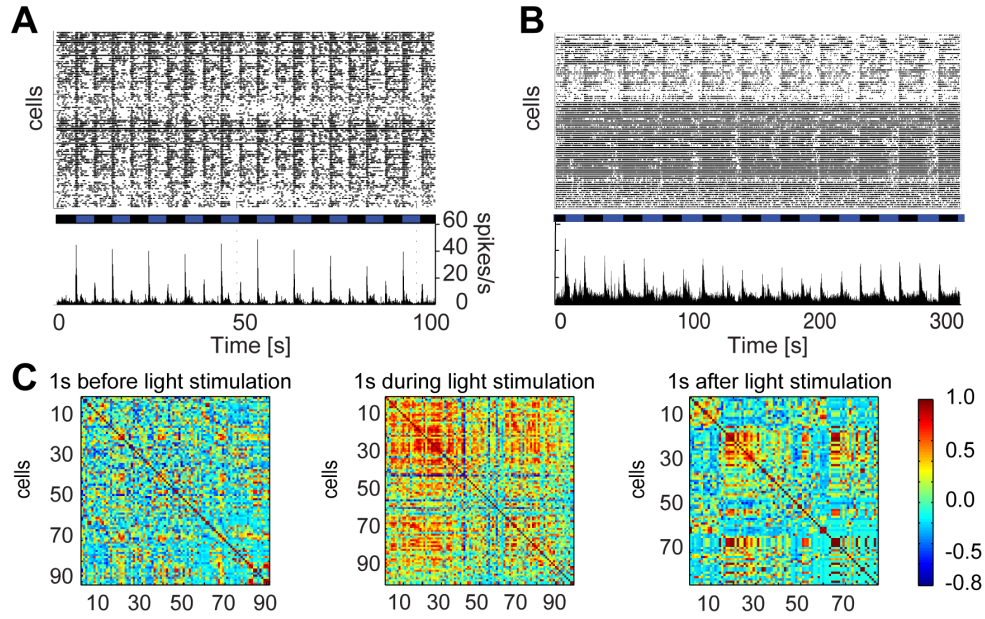 A
B
cells
cells
60
40
20
0
spikes/s
0 50 100
0 100 200 300
Time [s]
Time [s]
C
1s before light stimulation
1s during light stimulation
1s after light stimulation
cells
10
30
50
70
90
10 30 50 70 90
cells
10
30
50
70
90
10 30 50 70 90
cells
10
30
50
70
10 30 50 70
1.0
0.5
0.0
-0.5
-0.8